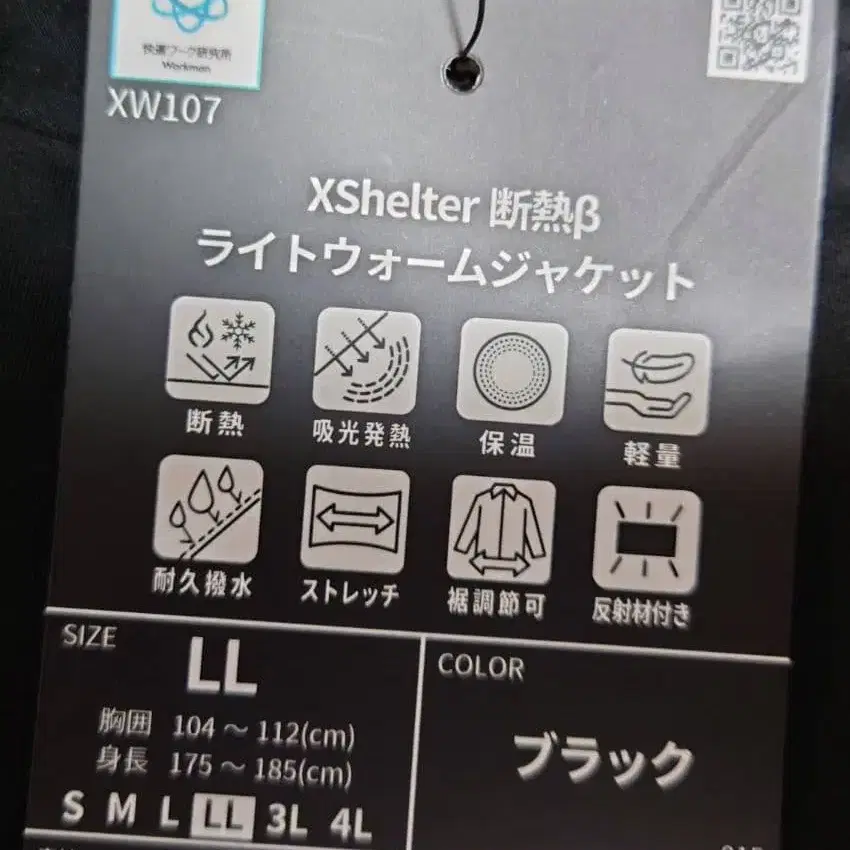 快適ワーク研究所
Workman
XW107
XShelter 断熱β
ライトウォームジャケット
断熱 吸光発熱 保温 軽量
耐久撥水 ストレッチ 裾調節可 反射材付き
SIZE
LL
胸囲 104～112(cm)
身長 175～185(cm)
S M L LL 3L 4L
COLOR
ブラック